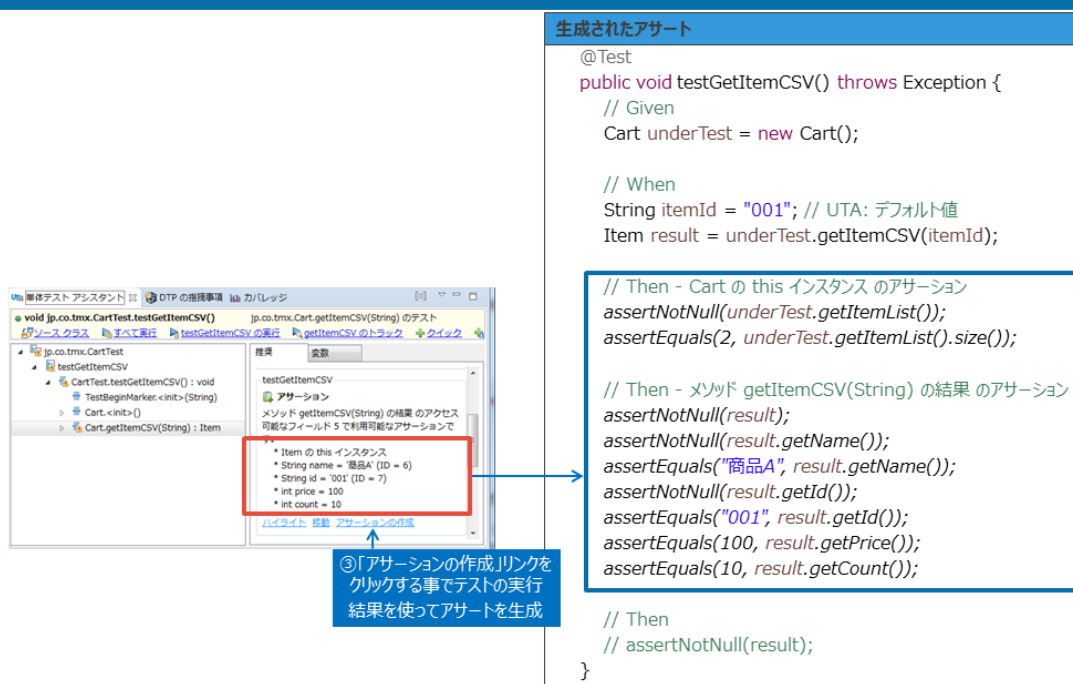 生成されたアサート
@Test
public void testGetItemCSV() throws Exception {
// Given
Cart underTest = new Cart();
// When
String itemId = "001"; // UTA: デフォルト値
Item result = underTest.getItemCSV(itemId);
// Then - Cart の this インスタンス のアサーション
assertNotNull(underTest.getItemList());
assertEquals(2, underTest.getItemList().size());
// Then - メソッド getItemCSV(String) の結果 のアサーション
assertNotNull(result);
assertNotNull(result.getName());
assertEquals("商品A", result.getName());
assertNotNull(result.getId());
assertEquals("001", result.getId());
assertEquals(100, result.getPrice());
assertEquals(10, result.getCount());
// Then
// assertNotNull(result);
}
単体テスト アシスタント DTP の指摘事項 カバレッジ
void jp.co.tmx.CartTest.testGetItemCSV() jp.co.tmx.Cart.getItemCSV(String) のテスト
ソース クラス すべて実行 testGetItemCSV の実行 getItemCSV のトラック クイック
jp.co.tmx.CartTest
testGetItemCSV
CartTest.testGetItemCSV() : void
TestBeginMarker.<init>(String)
Cart.<init>()
Cart.getItemCSV(String) : Item
推奨 変数
testGetItemCSV
アサーション
メソッド getItemCSV(String) の結果 のアクセス
可能なフィールド 5 で利用可能なアサーションで
* Item の this インスタンス
* String name = '商品A' (ID = 6)
* String id = '001' (ID = 7)
* int price = 100
* int count = 10
ハイライト 移動 アサーションの作成
③「アサーションの作成」リンクを
クリックする事でテストの実行
結果を使ってアサートを生成